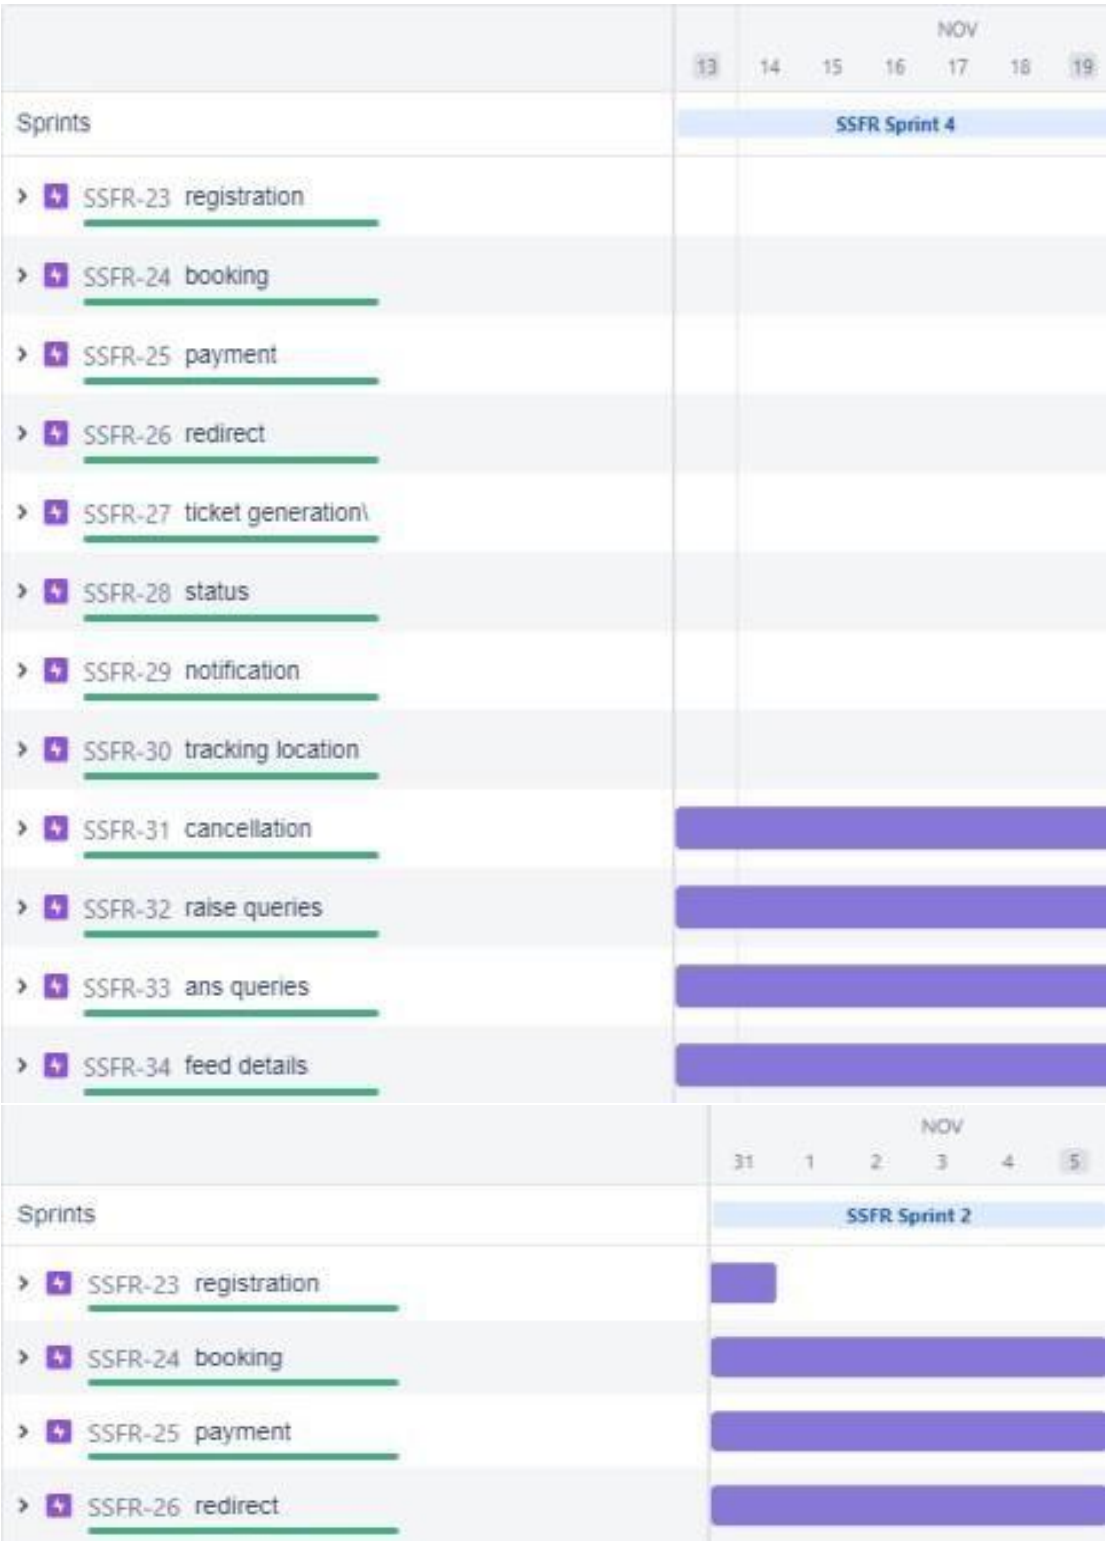 NOV
13 14 15 16 17 18 19
Sprints SSFR Sprint 4
SSFR-23 registration
SSFR-24 booking
SSFR-25 payment
SSFR-26 redirect
SSFR-27 ticket generation\
SSFR-28 status
SSFR-29 notification
SSFR-30 tracking location
SSFR-31 cancellation
SSFR-32 raise queries
SSFR-33 ans queries
SSFR-34 feed details
NOV
31 1 2 3 4 5
Sprints SSFR Sprint 2
SSFR-23 registration
SSFR-24 booking
SSFR-25 payment
SSFR-26 redirect